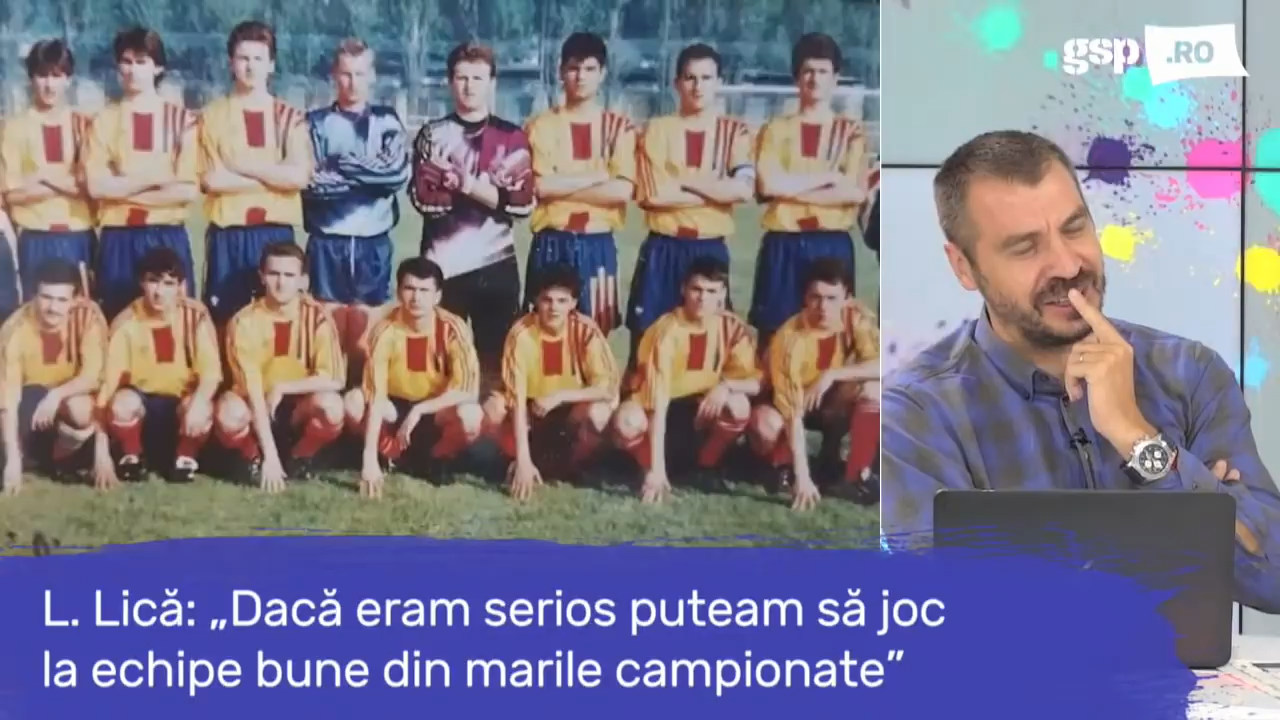 gsp .RO
L. Lică: „Dacă eram serios puteam să joc
la echipe bune din marile campionate”